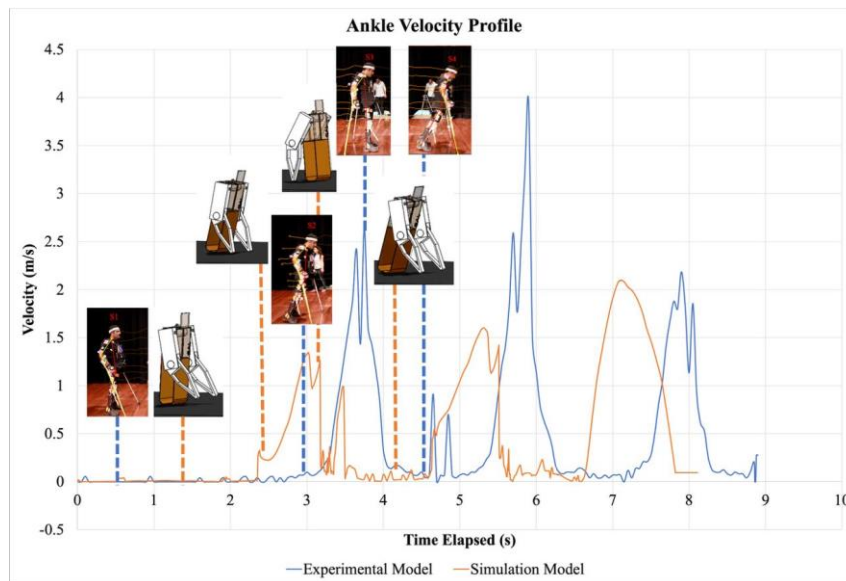 Ankle Velocity Profile
4.5
4
3.5
3
2.5
2
1.5
1
0.5
0
-0.5
Velocity (m/s)
S1
S2
S3
S4
0 1 2 3 4 5 6 7 8 9 10
Time Elapsed (s)
Experimental Model Simulation Model